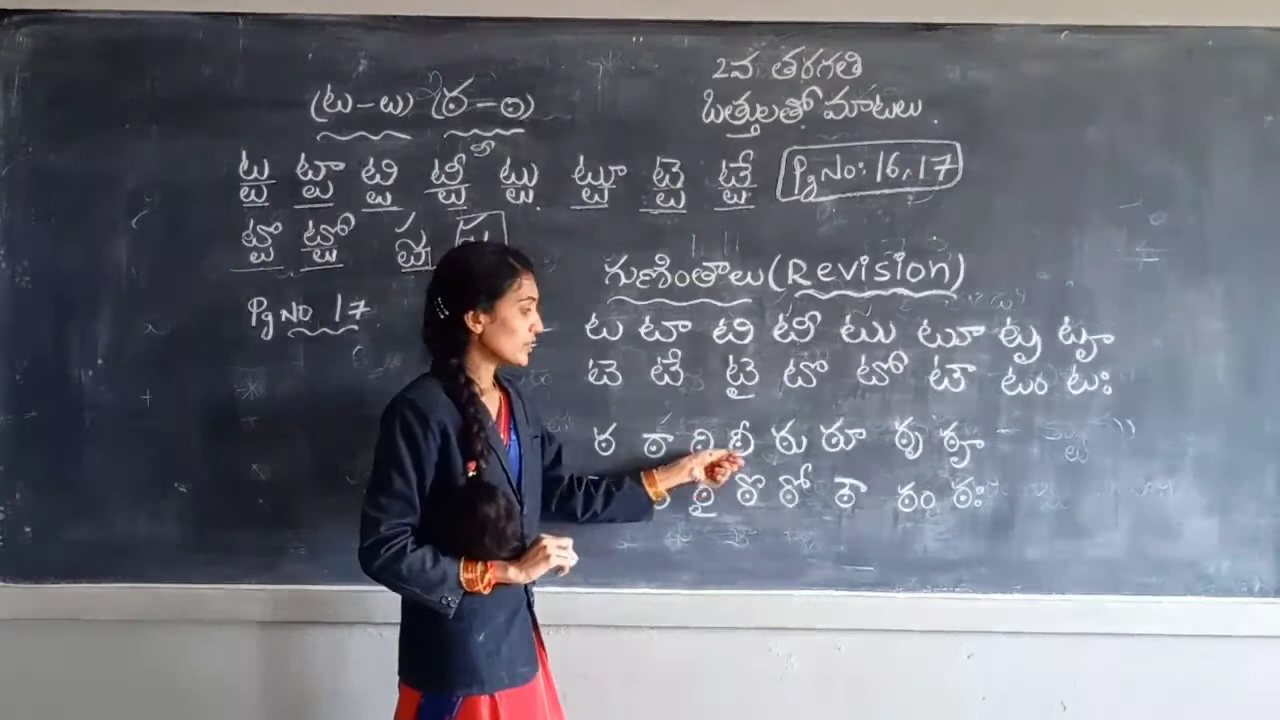 2వ తరగతి
ఒత్తులతో మాటలు.
(టు-టు) (ఠ-ఠ)
ట్ట ట్టా ట్టి ట్టీ ట్టు ట్టూ ట్టె ట్టే
Pg No: 16, 17
ట్టొ ట్టో
Pg No 17
గుణింతాలు (Revision)
ట టా టి టీ టు టూ టృ టౄ
టె టే టై టొ టో టౌ టం టః
ఠ ఠా ఠి ఠీ ఠు ఠూ ఠృ ఠౄ
ఠై ఠొ ఠో ఠౌ ఠం ఠః